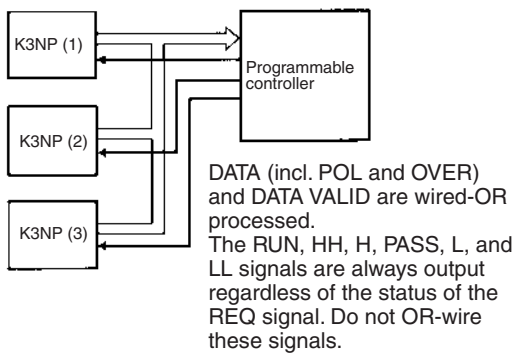 K3NP (1)
Programmable
controller
K3NP (2)
K3NP (3)
DATA (incl. POL and OVER)
and DATA VALID are wired-OR
processed.
The RUN, HH, H, PASS, L, and
LL signals are always output
regardless of the status of the
REQ signal. Do not OR-wire
these signals.